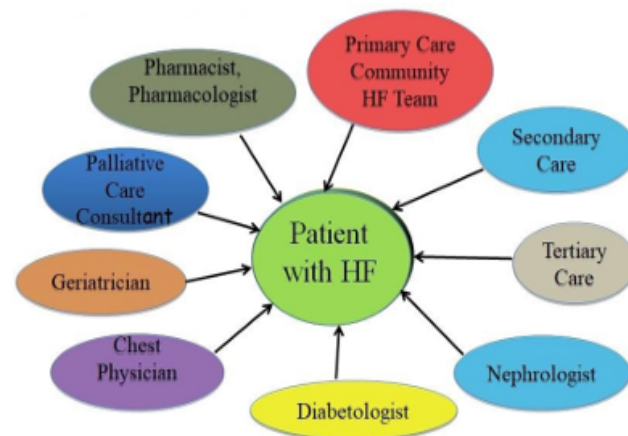 Primary Care
Community
HF Team
Pharmacist,
Pharmacologist
Secondary
Care
Palliative
Care
Consultant
Patient
with HF
Tertiary
Care
Geriatrician
Chest
Physician
Nephrologist
Diabetologist